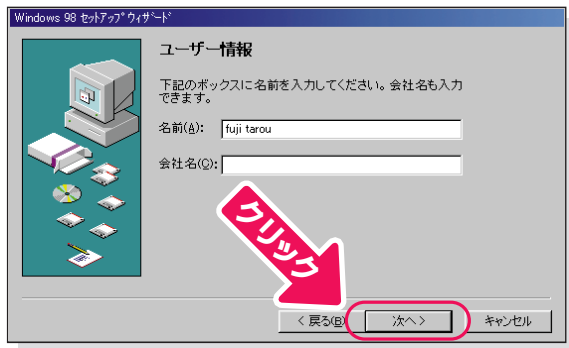 Windows 98 ｾｯﾄｱｯﾌﾟ ｳｨｻﾞｰﾄﾞ
ユーザー情報
下記のボックスに名前を入力してください。会社名も入力
できます。
名前(A): fuji tarou
会社名(C):
クリック
< 戻る(B) 次へ > キャンセル